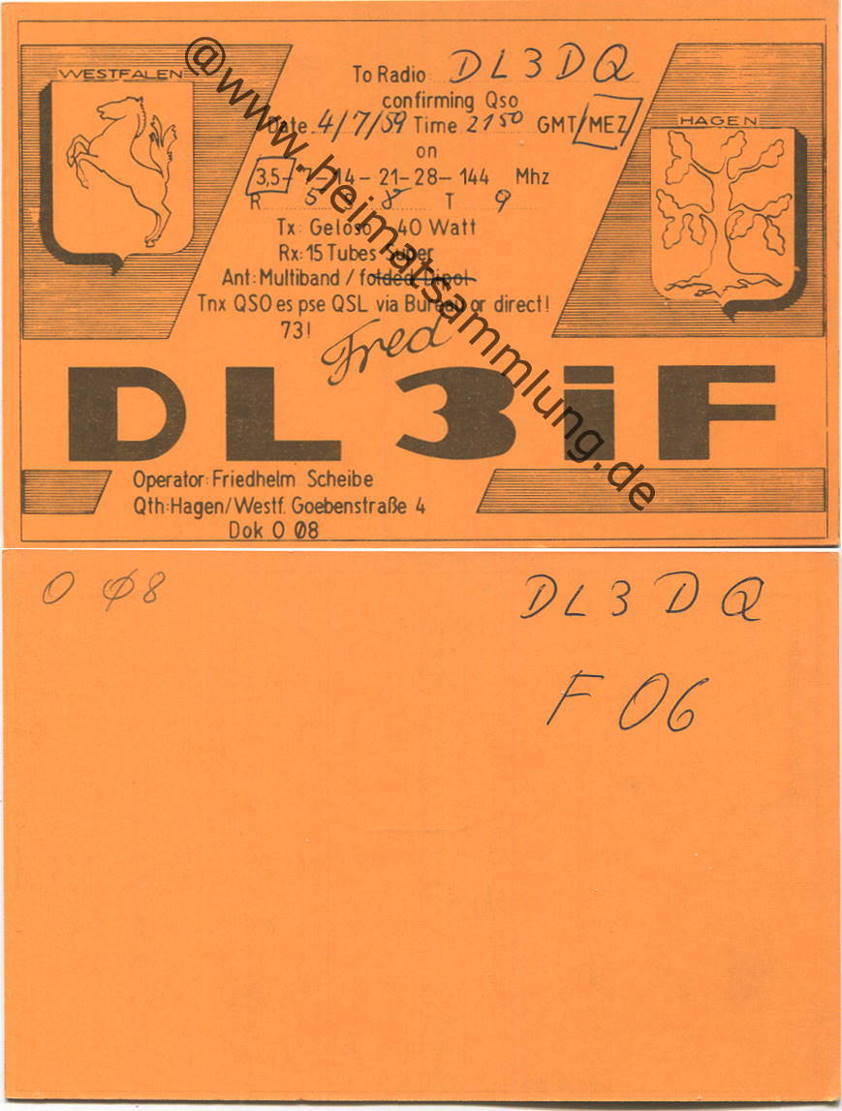 WESTFALEN
HAGEN
To Radio DL3DQ
confirming Qso
Date 4/7/59 Time 2150 GMT/MEZ
on
3,5- 7-14-21-28-144 Mhz
R 5 S 8 T 9
Tx: Geloso 40 Watt
Rx: 15 Tubes Super
Ant: Multiband / folded Dipol
Tnx QSO es pse QSL via Bureau or direct!
73!
Fred
DL3iF
Operator: Friedhelm Scheibe
Qth: Hagen/Westf. Goebenstraße 4
Dok O Ø8
@www.heimatsammlung.de
O Ø8
DL3DQ
F 06